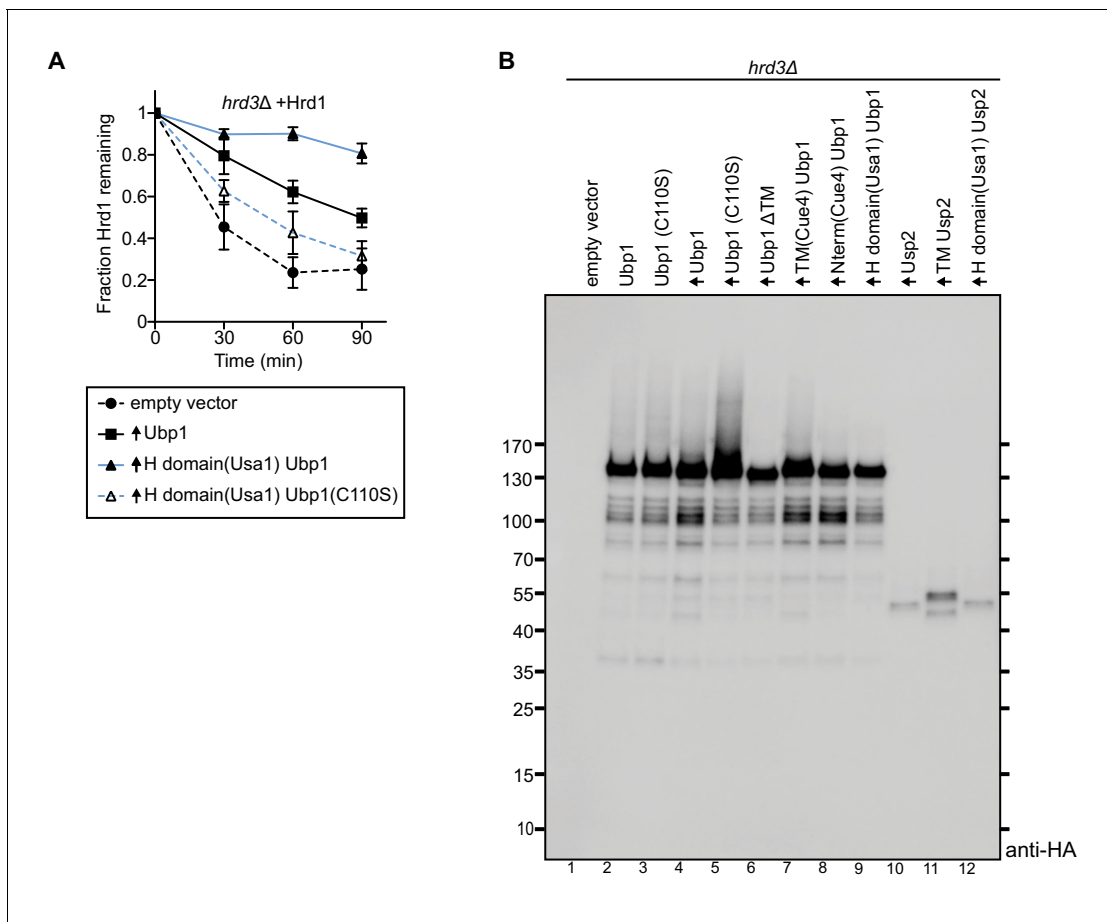 A
hrd3Δ +Hrd1
Fraction Hrd1 remaining
1
0.8
0.6
0.4
0.2
0
0 30 60 90
Time (min)
empty vector
↑Ubp1
↑H domain(Usa1) Ubp1
↑H domain(Usa1) Ubp1(C110S)
B
hrd3Δ
empty vector
Ubp1
Ubp1 (C110S)
↑Ubp1
↑Ubp1 (C110S)
↑Ubp1 ΔTM
↑TM(Cue4) Ubp1
↑Nterm(Cue4) Ubp1
↑H domain(Usa1) Ubp1
↑Usp2
↑TM Usp2
↑H domain(Usa1) Usp2
170
130
100
70
55
40
35
25
15
10
anti-HA
1 2 3 4 5 6 7 8 9 10 11 12